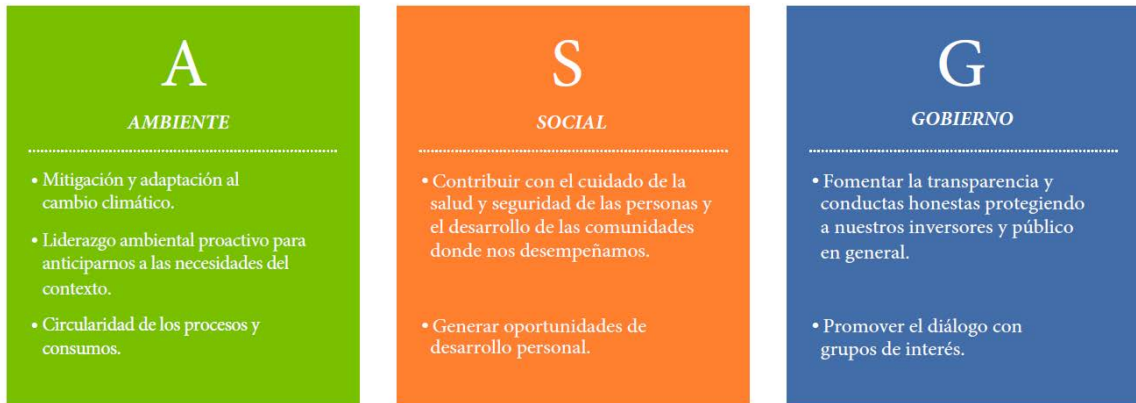 A
AMBIENTE
• Mitigación y adaptación al
cambio climático.
• Liderazgo ambiental proactivo para
anticiparnos a las necesidades del
contexto.
• Circularidad de los procesos y
consumos.
S
SOCIAL
• Contribuir con el cuidado de la
salud y seguridad de las personas y
el desarrollo de las comunidades
donde nos desempeñamos.
• Generar oportunidades de
desarrollo personal.
G
GOBIERNO
• Fomentar la transparencia y
conductas honestas protegiendo
a nuestros inversores y público
en general.
• Promover el diálogo con
grupos de interés.